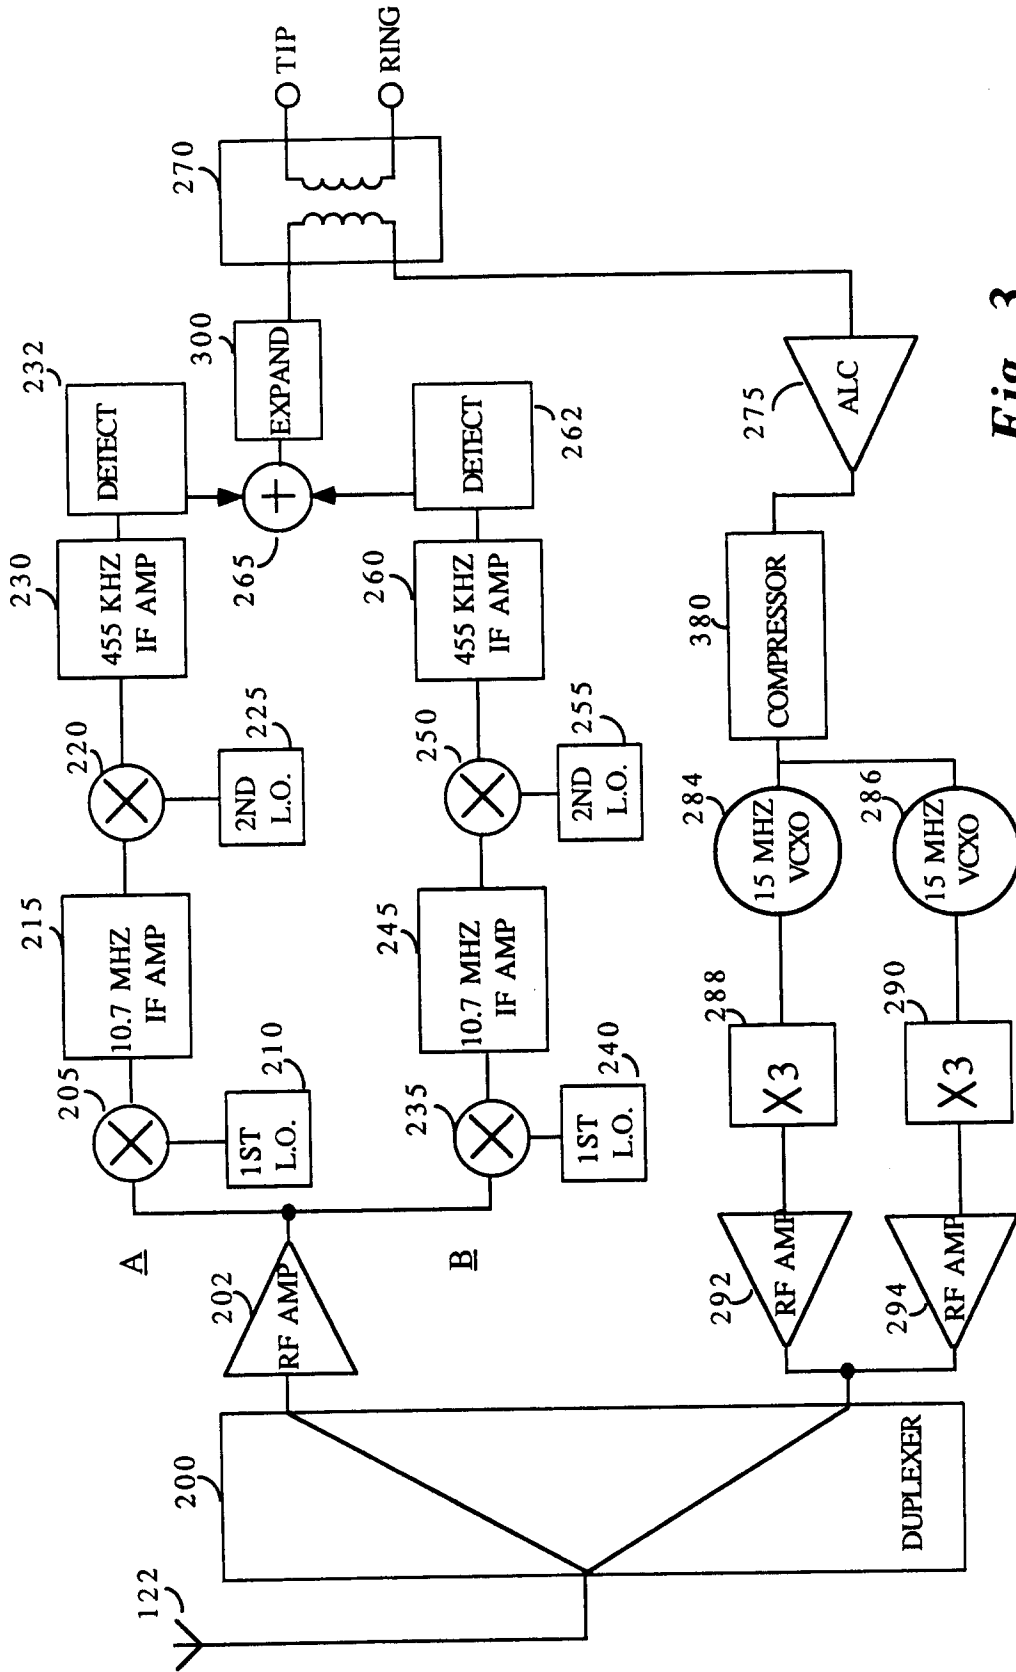 122
200
DUPLEXER
202
RF AMP
A
B
205
1ST
L.O.
210
215
10.7 MHZ
IF AMP
220
2ND
L.O.
225
230
455 KHZ
IF AMP
232
DETECT
235
1ST
L.O.
240
245
10.7 MHZ
IF AMP
250
2ND
L.O.
255
260
455 KHZ
IF AMP
262
DETECT
265
+
300
EXPAND
270
TIP
RING
292
RF AMP
288
X3
284
15 MHZ
VCXO
294
RF AMP
290
X3
286
15 MHZ
VCXO
380
COMPRESSOR
275
ALC
Fig. 3